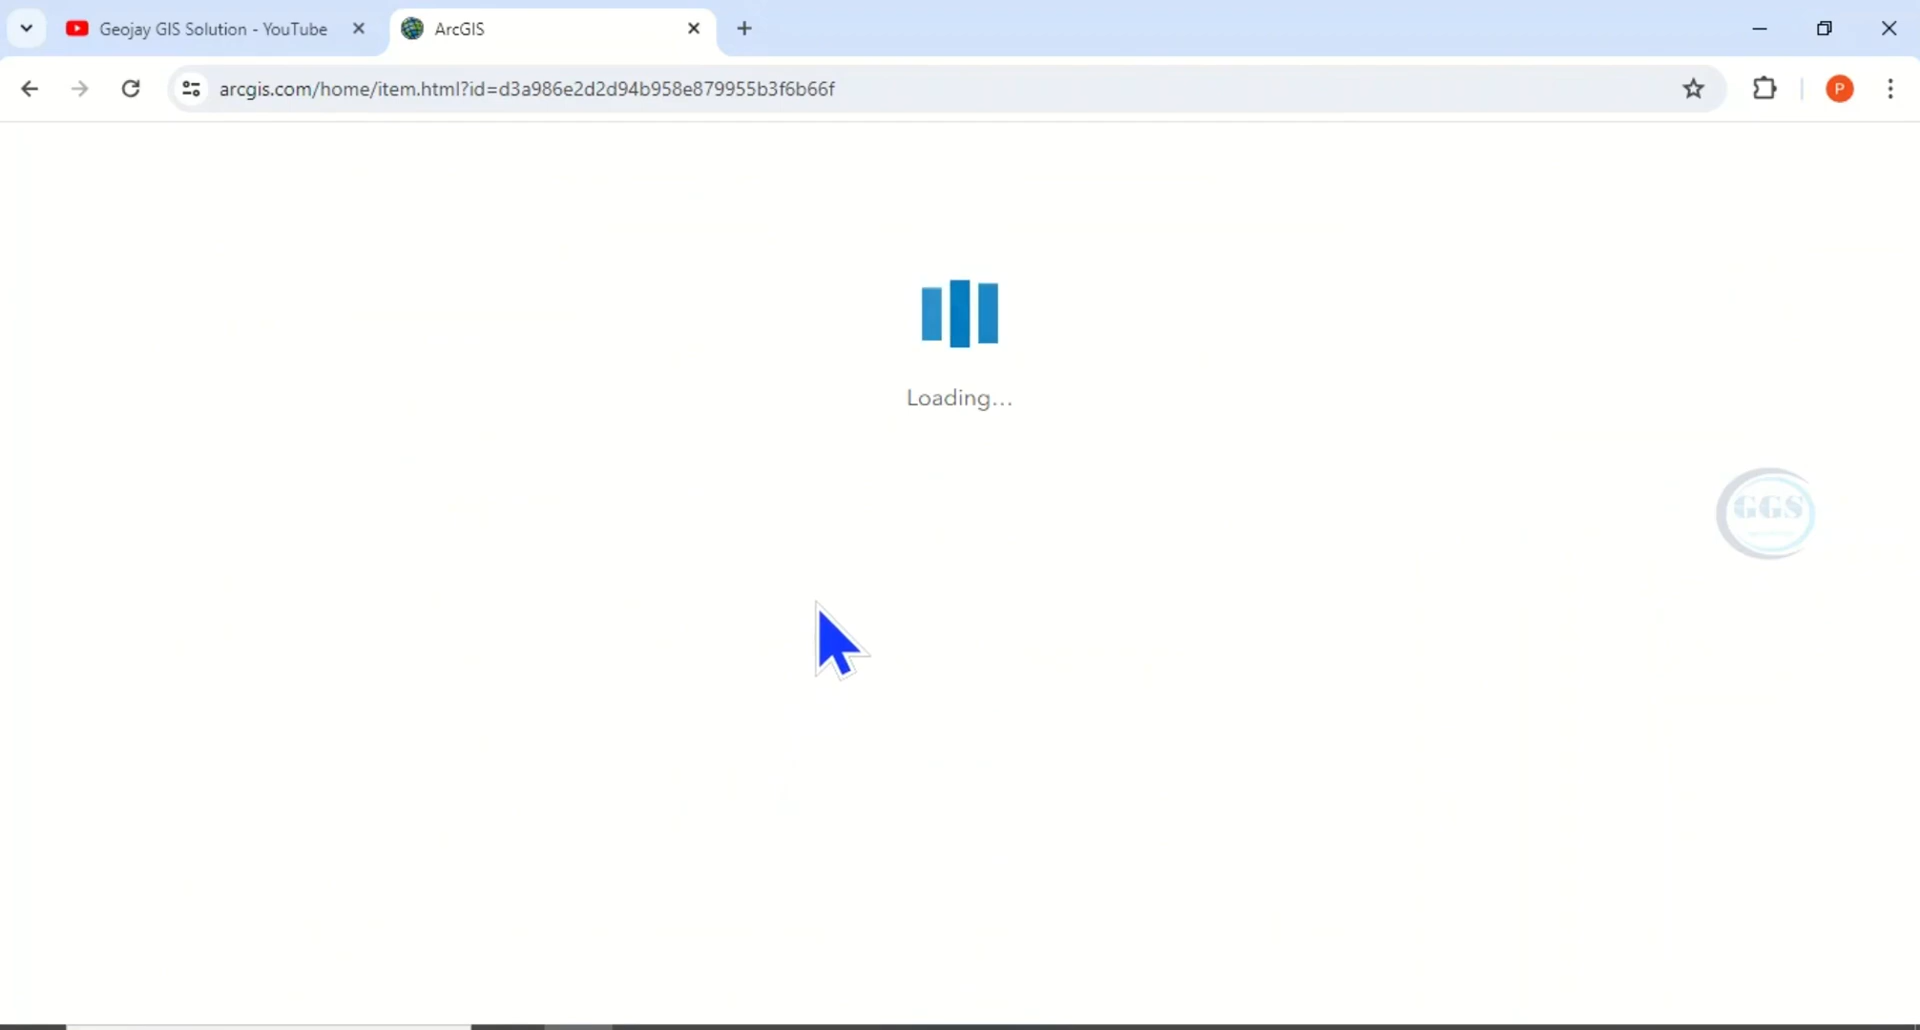 Geojay GIS Solution - YouTube
ArcGIS
arcgis.com/home/item.html?id=d3a986e2d2d94b958e879955b3f6b66f
P
Loading...
GGS